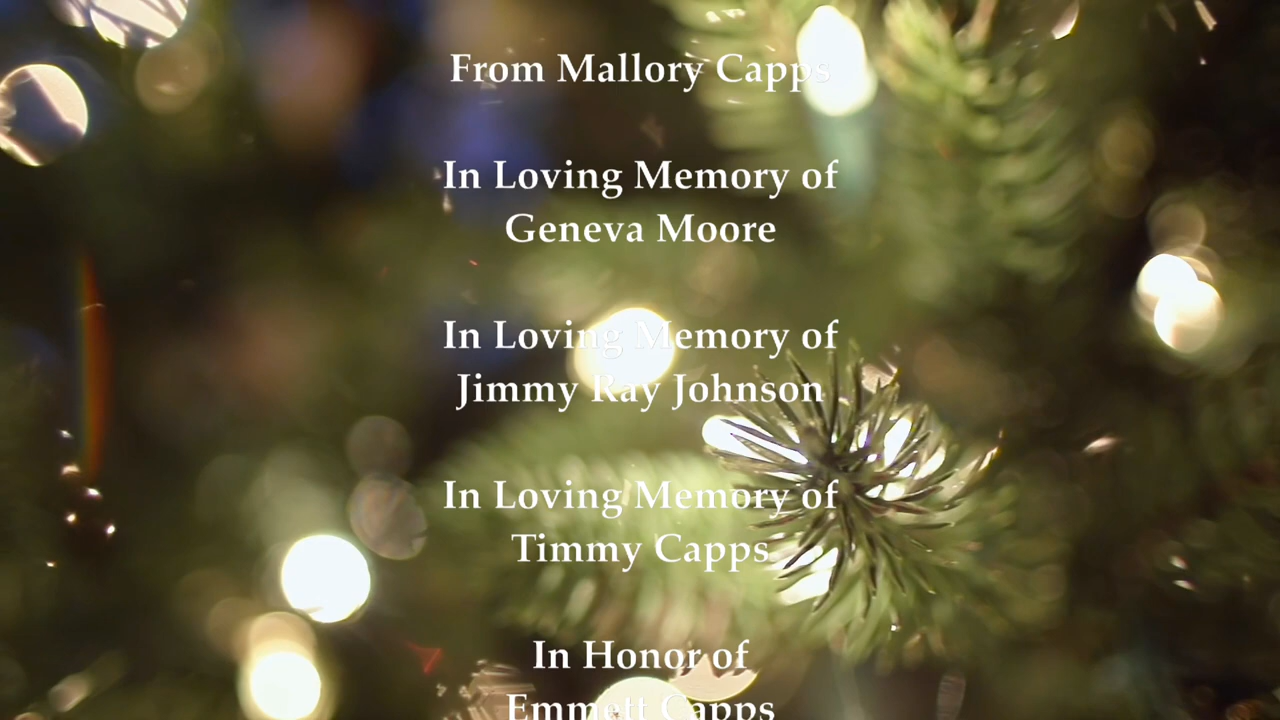 From Mallory Capps
In Loving Memory of
Geneva Moore
In Loving Memory of
Jimmy Ray Johnson
In Loving Memory of
Timmy Capps
In Honor of
Emmett Capps